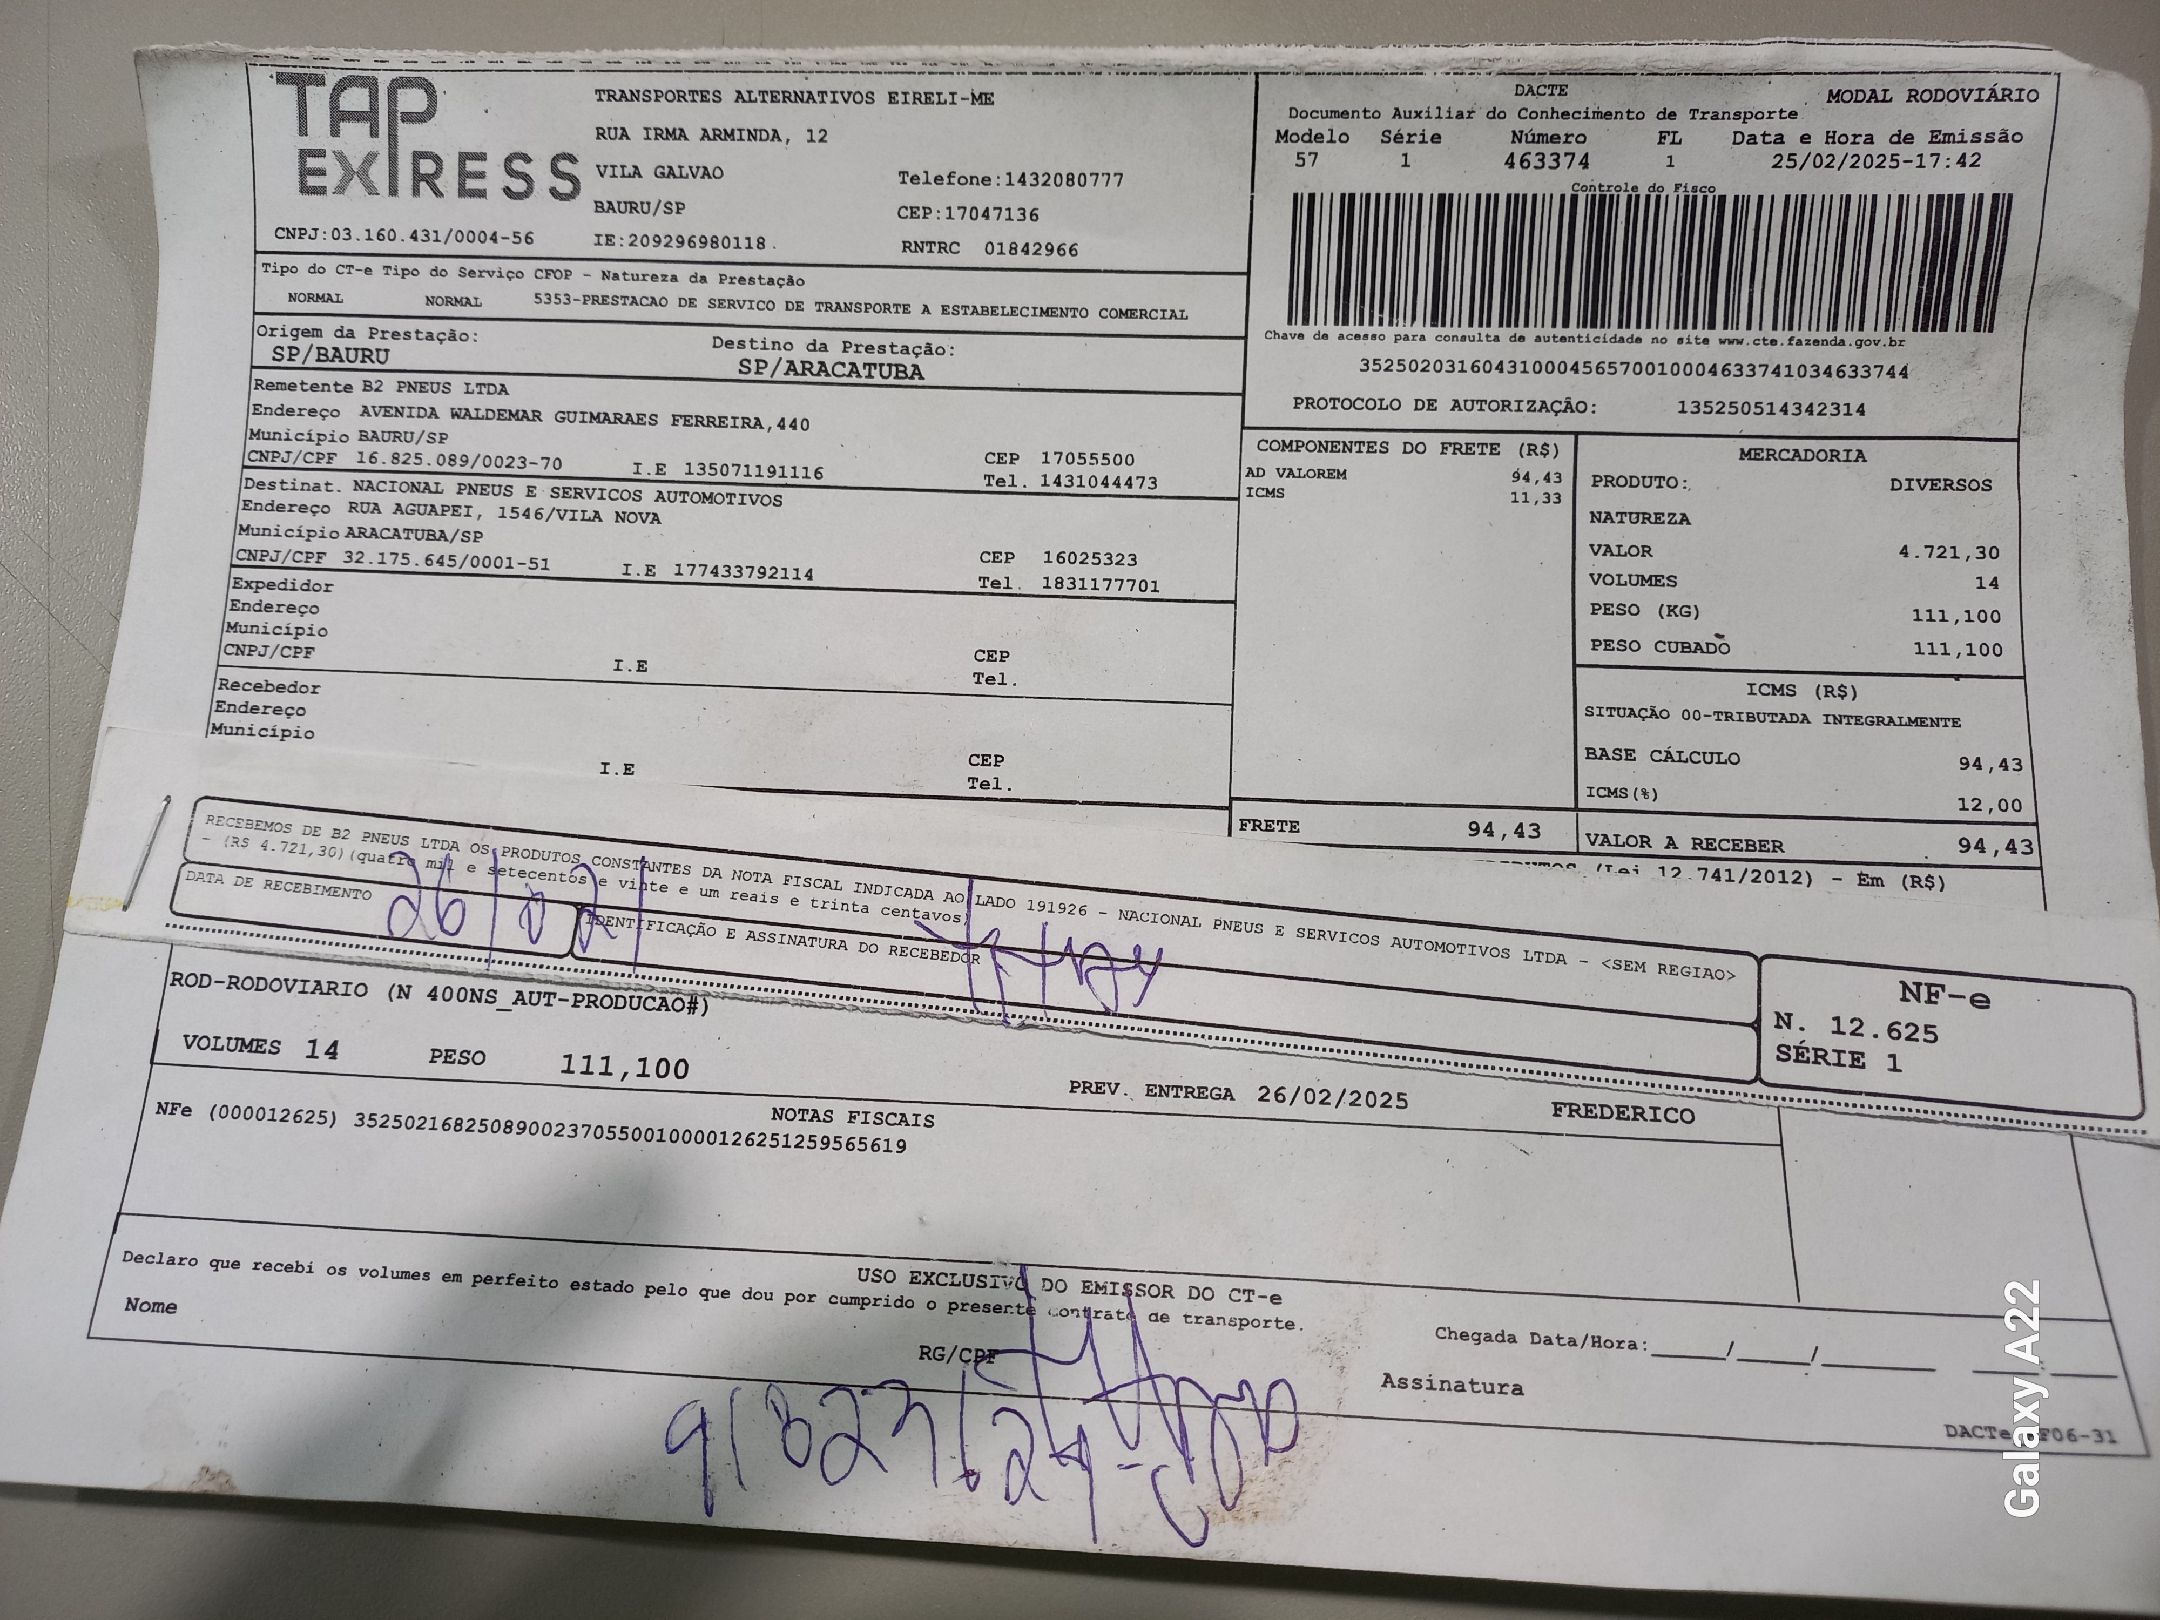 TAP
EXPRESS
TRANSPORTES ALTERNATIVOS EIRELI-ME
RUA IRMA ARMINDA, 12
VILA GALVAO
Telefone:1432080777
BAURU/SP
CEP:17047136
CNPJ:03.160.431/0004-56 IE:209296980118. RNTRC 01842966
DACTE
MODAL RODOVIÁRIO
Documento Auxiliar do Conhecimento de Transporte
Modelo Série Número FL Data e Hora de Emissão
57 1 463374 1 25/02/2025-17:42
Controle do Fisco
Chave de acesso para consulta de autenticidade no site www.cte.fazenda.gov.br
35250203160431000456570010004633741034633744
PROTOCOLO DE AUTORIZAÇÃO: 135250514342314
Tipo do CT-e Tipo do Serviço CFOP - Natureza da Prestação
NORMAL NORMAL 5353-PRESTACAO DE SERVICO DE TRANSPORTE A ESTABELECIMENTO COMERCIAL
Origem da Prestação: Destino da Prestação:
SP/BAURU SP/ARACATUBA
Remetente B2 PNEUS LTDA
Endereço AVENIDA WALDEMAR GUIMARAES FERREIRA,440
Município BAURU/SP CEP 17055500
CNPJ/CPF 16.825.089/0023-70 I.E 135071191116 Tel. 1431044473
Destinat. NACIONAL PNEUS E SERVICOS AUTOMOTIVOS
Endereço RUA AGUAPEI, 1546/VILA NOVA
Município ARACATUBA/SP CEP 16025323
CNPJ/CPF 32.175.645/0001-51 I.E 177433792114 Tel. 1831177701
Expedidor
Endereço
Município CEP
CNPJ/CPF I.E Tel.
Recebedor
Endereço
Município CEP
I.E Tel.
COMPONENTES DO FRETE (R$)
AD VALOREM 94,43
ICMS 11,33
FRETE 94,43
MERCADORIA
PRODUTO: DIVERSOS
NATUREZA
VALOR 4.721,30
VOLUMES 14
PESO (KG) 111,100
PESO CUBADO 111,100
ICMS (R$)
SITUAÇÃO 00-TRIBUTADA INTEGRALMENTE
BASE CÁLCULO 94,43
ICMS(%) 12,00
VALOR A RECEBER 94,43
(Lei 12.741/2012) - Em (R$)
RECEBEMOS DE B2 PNEUS LTDA OS PRODUTOS CONSTANTES DA NOTA FISCAL INDICADA AO LADO 191926 - NACIONAL PNEUS E SERVICOS AUTOMOTIVOS LTDA - <SEM REGIAO>
- (R$ 4.721,30)(quatro mil e setecentos e vinte e um reais e trinta centavos)
DATA DE RECEBIMENTO 26/02/
IDENTIFICAÇÃO E ASSINATURA DO RECEBEDOR
NF-e
N. 12.625
SÉRIE 1
ROD-RODOVIARIO (N 400NS_AUT-PRODUCAO#)
VOLUMES 14 PESO 111,100 PREV. ENTREGA 26/02/2025 FREDERICO
NOTAS FISCAIS
NFe (000012625) 35250216825089002370550010000126251259565619
USO EXCLUSIVO DO EMISSOR DO CT-e
Declaro que recebi os volumes em perfeito estado pelo que dou por cumprido o presente contrato de transporte.
Nome RG/CPF Chegada Data/Hora:____/____/______
Assinatura
Galaxy A22